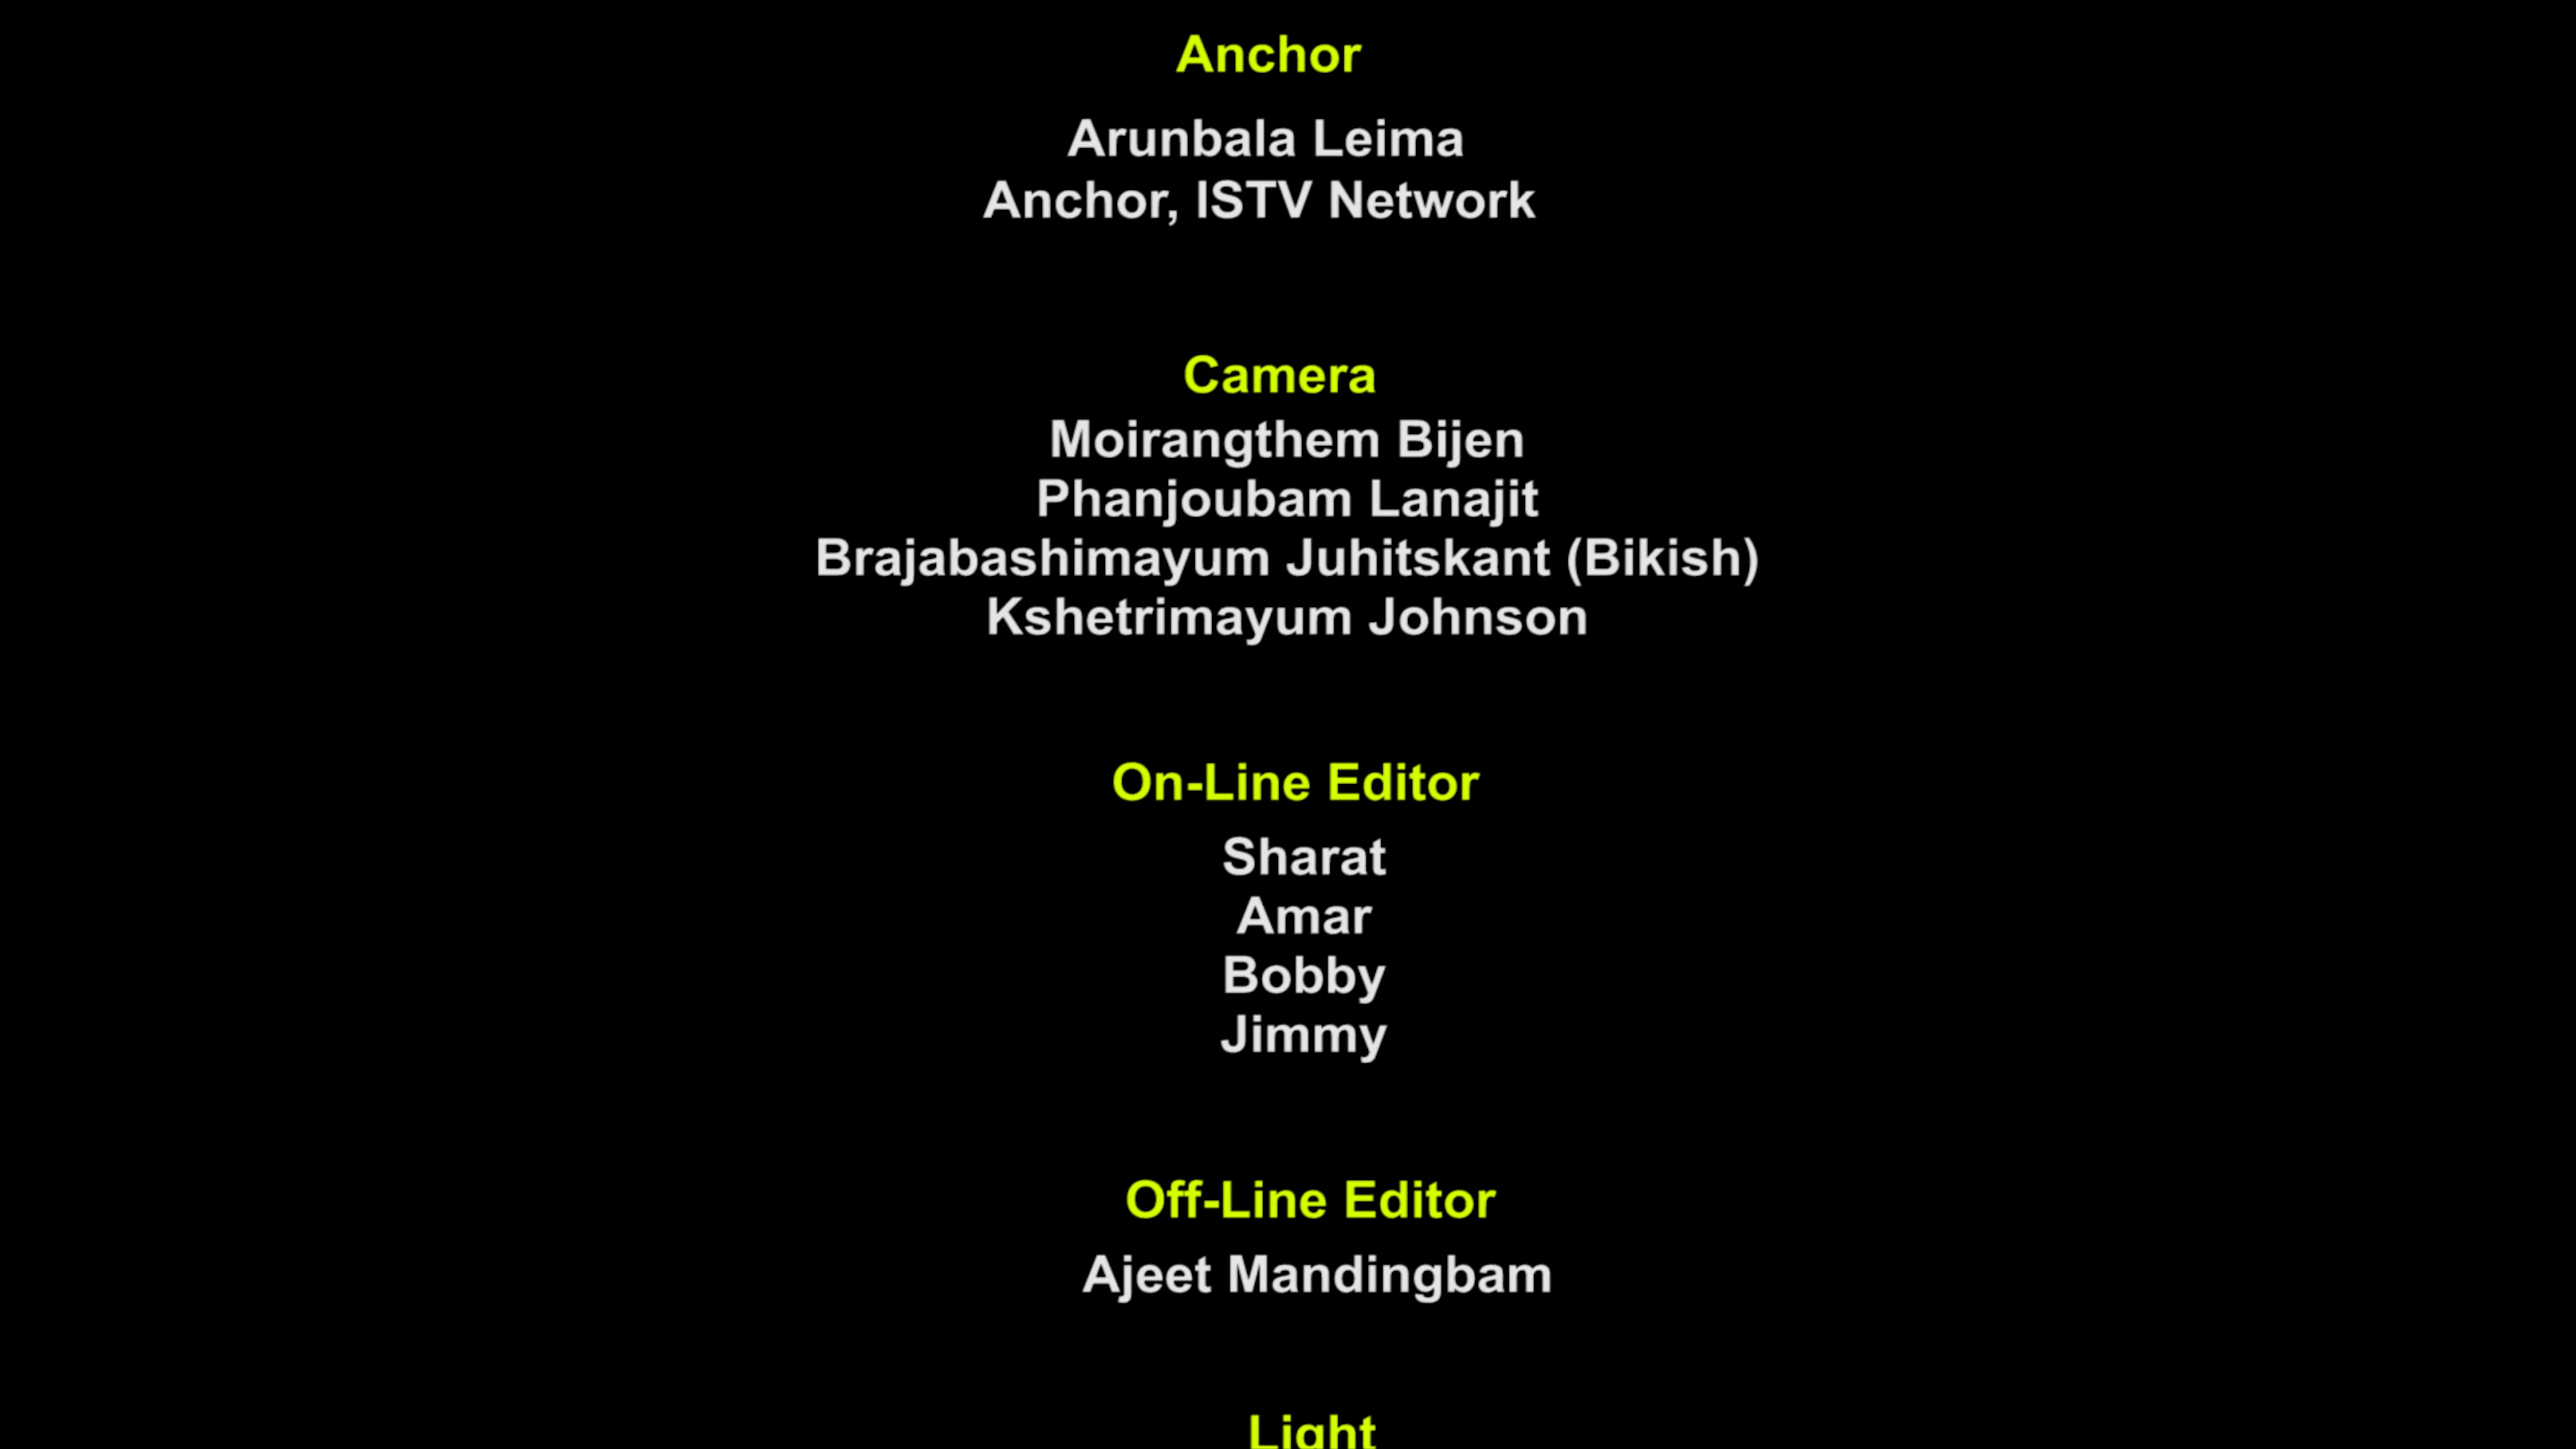 Anchor
Arunbala Leima
Anchor, ISTV Network
Camera
Moirangthem Bijen
Phanjoubam Lanajit
Brajabashimayum Juhitskant (Bikish)
Kshetrimayum Johnson
On-Line Editor
Sharat
Amar
Bobby
Jimmy
Off-Line Editor
Ajeet Mandingbam
Light